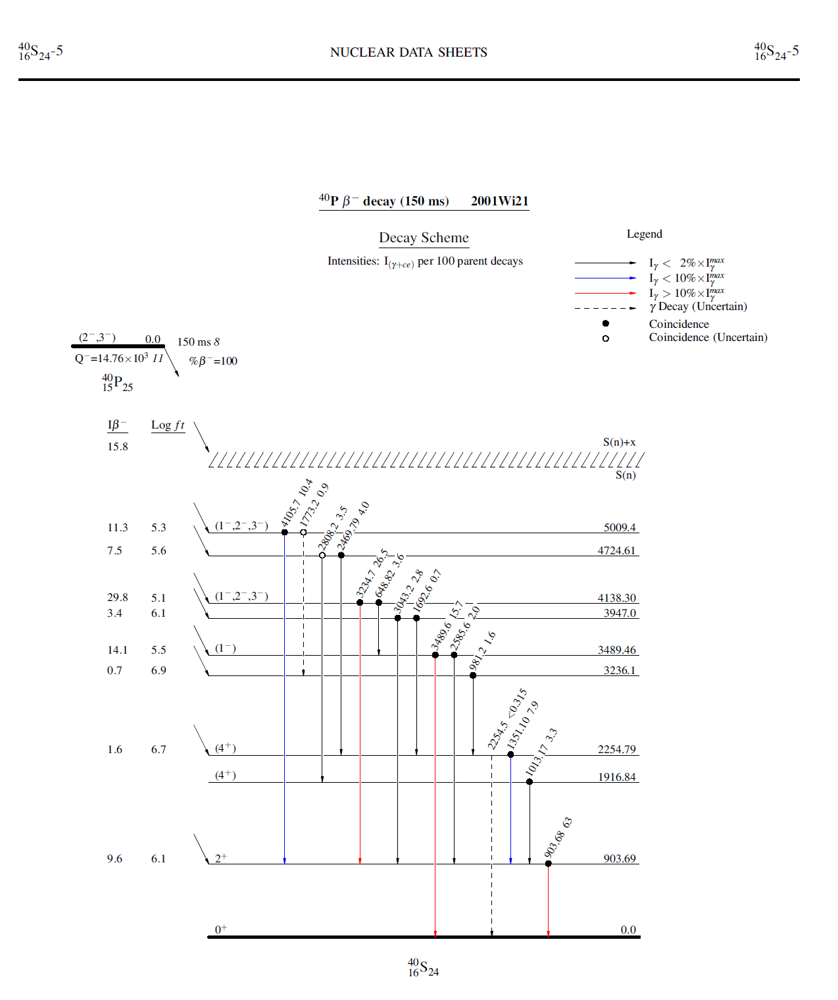 ⁴⁰₁₆S₂₄-5 NUCLEAR DATA SHEETS ⁴⁰₁₆S₂₄-5
⁴⁰P β⁻ decay (150 ms) 2001Wi21
Decay Scheme
Intensities: I₍γ₊ce₎ per 100 parent decays
Legend
Iγ < 2%×Iγᵐᵃˣ
Iγ < 10%×Iγᵐᵃˣ
Iγ > 10%×Iγᵐᵃˣ
γ Decay (Uncertain)
Coincidence
Coincidence (Uncertain)
(2⁻,3⁻) 0.0 150 ms 8
Q⁻=14.76×10³ 11 %β⁻=100
⁴⁰₁₅P₂₅
Iβ⁻ Log ft
15.8 S(n)+x
S(n)
4105.7 10.4
1773.2 0.9
11.3 5.3 (1⁻,2⁻,3⁻) 5009.4
2808.2 3.5
2469.79 4.0
7.5 5.6 4724.61
3234.7 26.5
648.82 3.6
29.8 5.1 (1⁻,2⁻,3⁻) 4138.30
3043.2 2.8
1692.6 0.7
3.4 6.1 3947.0
3489.6 15.7
2585.6 2.0
14.1 5.5 (1⁻) 3489.46
981.2 1.6
0.7 6.9 3236.1
2254.5 <0.315
1351.10 7.9
1.6 6.7 (4⁺) 2254.79
1013.17 3.3
(4⁺) 1916.84
903.68 63
9.6 6.1 2⁺ 903.69
0⁺ 0.0
⁴⁰₁₆S₂₄